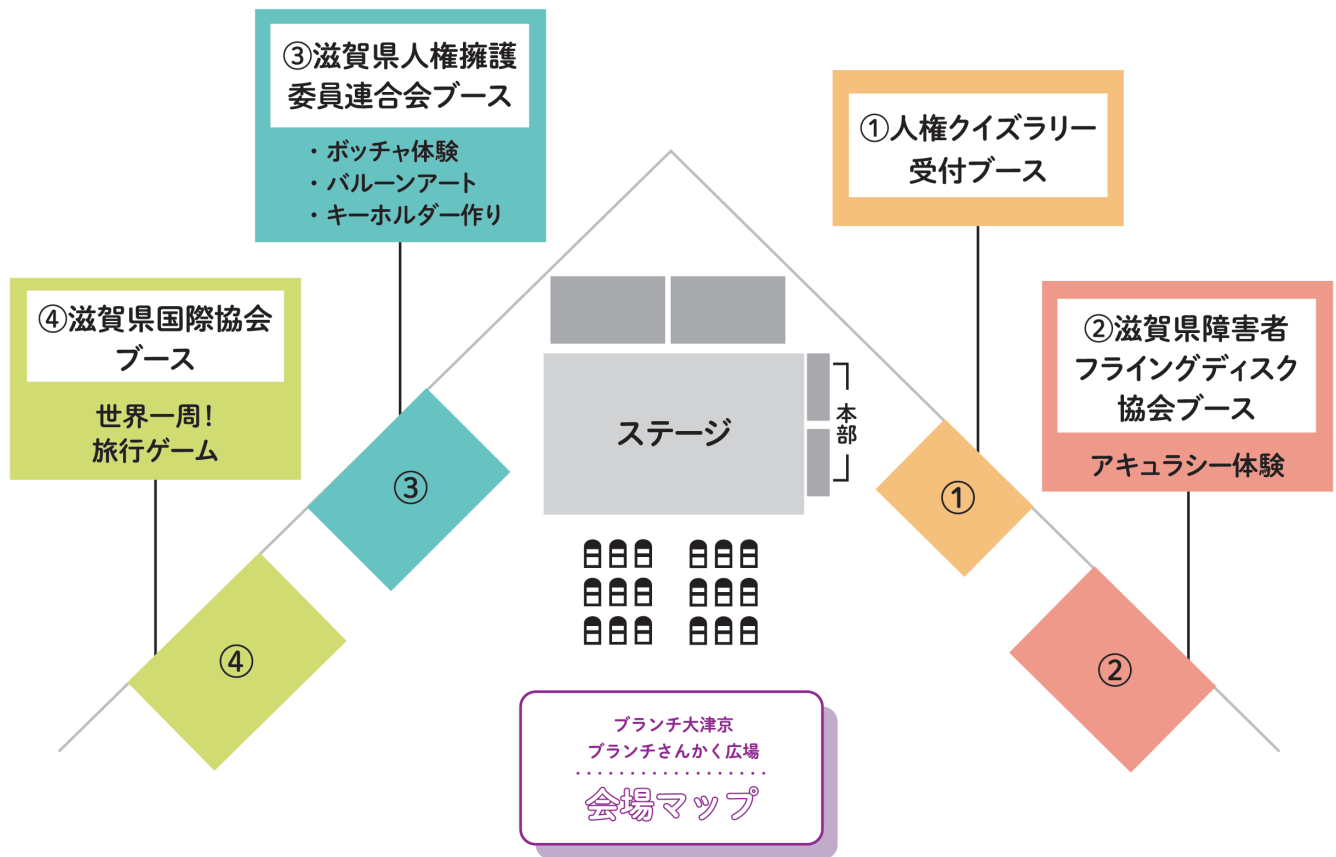 ③滋賀県人権擁護
委員連合会ブース
・ボッチャ体験
・バルーンアート
・キーホルダー作り
①人権クイズラリー
受付ブース
④滋賀県国際協会
ブース
世界一周！
旅行ゲーム
②滋賀県障害者
フライングディスク
協会ブース
アキュラシー体験
ステージ
本部
③
①
④
②
ブランチ大津京
ブランチさんかく広場
会場マップ